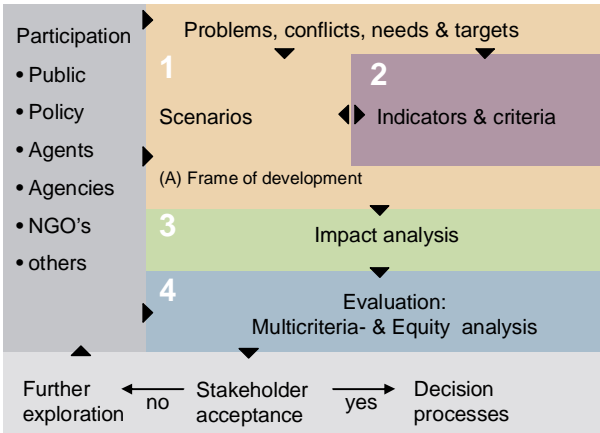 Participation
• Public
• Policy
• Agents
• Agencies
• NGO's
• others
Problems, conflicts, needs & targets
1
Scenarios
(A) Frame of development
2
Indicators & criteria
3
Impact analysis
4
Evaluation:
Multicriteria- & Equity analysis
Further
exploration
no
Stakeholder
acceptance
yes
Decision
processes